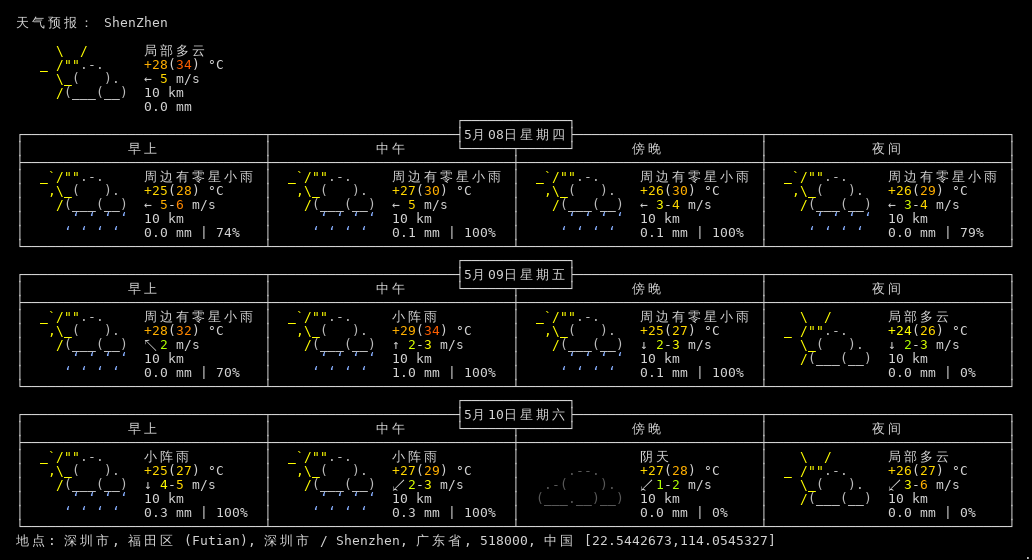 天气预报： ShenZhen
局部多云
+28(34) °C
← 5 m/s
10 km
0.0 mm
5月08日星期四
早上 中午 傍晚 夜间
周边有零星小雨 周边有零星小雨 周边有零星小雨 周边有零星小雨
+25(28) °C +27(30) °C +26(30) °C +26(29) °C
← 5-6 m/s ← 5 m/s ← 3-4 m/s ← 3-4 m/s
10 km 10 km 10 km 10 km
0.0 mm | 74% 0.1 mm | 100% 0.1 mm | 100% 0.0 mm | 79%
5月09日星期五
早上 中午 傍晚 夜间
周边有零星小雨 小阵雨 周边有零星小雨 局部多云
+28(32) °C +29(34) °C +25(27) °C +24(26) °C
↖ 2 m/s ↑ 2-3 m/s ↓ 2-3 m/s ↓ 2-3 m/s
10 km 10 km 10 km 10 km
0.0 mm | 70% 1.0 mm | 100% 0.1 mm | 100% 0.0 mm | 0%
5月10日星期六
早上 中午 傍晚 夜间
小阵雨 小阵雨 阴天 局部多云
+25(27) °C +27(29) °C +27(28) °C +26(27) °C
↓ 4-5 m/s ↙ 2-3 m/s ↙ 1-2 m/s ↙ 3-6 m/s
10 km 10 km 10 km 10 km
0.3 mm | 100% 0.3 mm | 100% 0.0 mm | 0% 0.0 mm | 0%
地点: 深圳市, 福田区 (Futian), 深圳市 / Shenzhen, 广东省, 518000, 中国 [22.5442673,114.0545327]